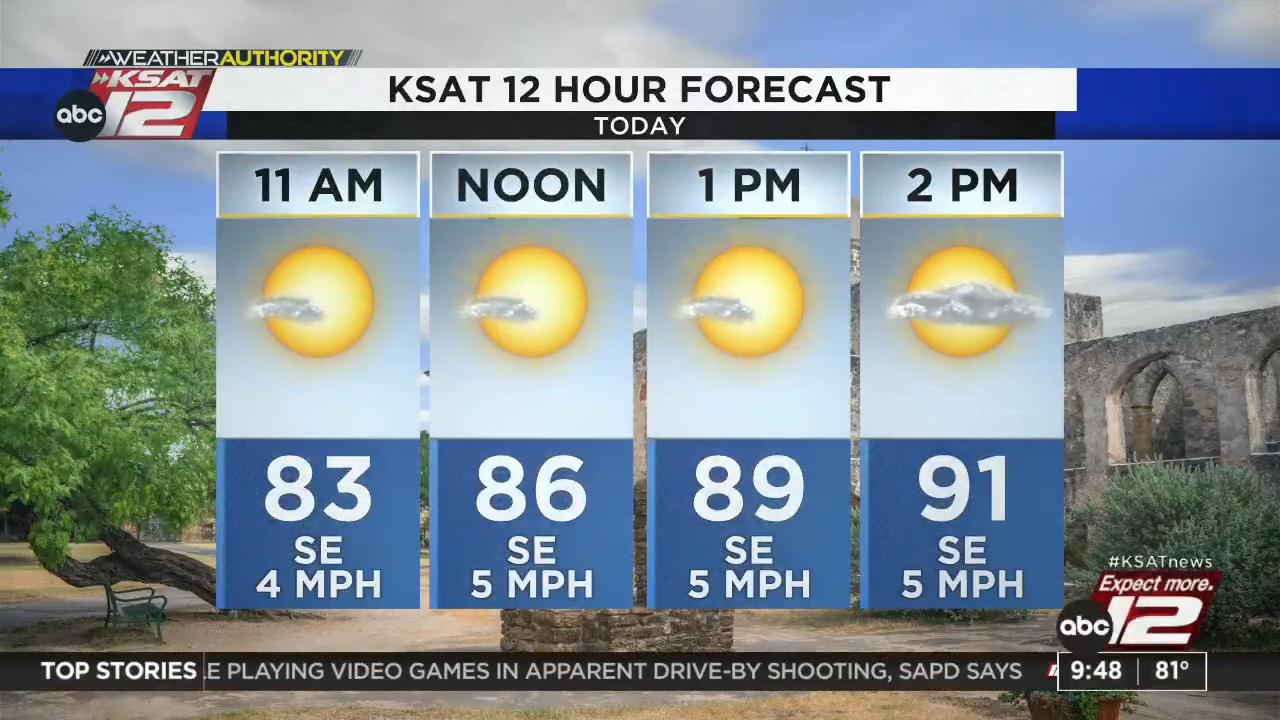 WEATHERAUTHORITY
KSAT
abc 12
KSAT 12 HOUR FORECAST
TODAY
11 AM
NOON
1 PM
2 PM
83
SE
4 MPH
86
SE
5 MPH
89
SE
5 MPH
91
SE
5 MPH
#KSATnews
Expect more.
abc 12
TOP STORIES
E PLAYING VIDEO GAMES IN APPARENT DRIVE-BY SHOOTING, SAPD SAYS
9:48 81°